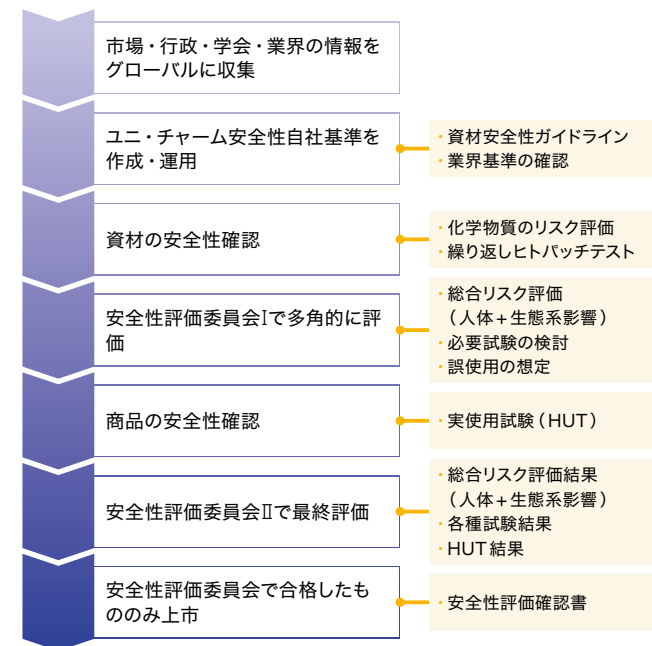 市場・行政・学会・業界の情報を
グローバルに収集
ユニ・チャーム安全性自社基準を
作成・運用
・資材安全性ガイドライン
・業界基準の確認
資材の安全性確認
・化学物質のリスク評価
・繰り返しヒトパッチテスト
安全性評価委員会Ⅰで多角的に評
価
・総合リスク評価
（人体＋生態系影響）
・必要試験の検討
・誤使用の想定
商品の安全性確認
・実使用試験（HUT）
安全性評価委員会Ⅱで最終評価
・総合リスク評価結果
（人体＋生態系影響）
・各種試験結果
・HUT結果
安全性評価委員会で合格したも
ののみ上市
・安全性評価確認書